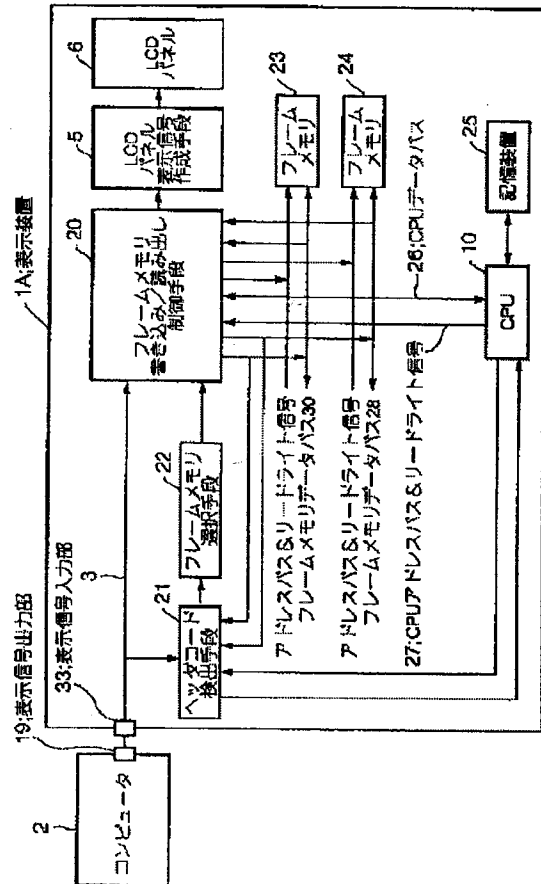 1A;表示装置
19;表示信号出力部
33;表示信号入力部
2
コンピュータ
3
21
ヘッダコード
検出手段
22
フレームメモリ
選択手段
20
フレームメモリ
書き込み/読み出し
制御手段
5
LCD
パネル
表示信号
作成手段
6
LCD
パネル
23
フレーム
メモリ
24
フレーム
メモリ
アドレスバス&リードライト信号
フレームメモリデータバス30
アドレスバス&リードライト信号
フレームメモリデータバス28
26;CPUデータバス
27;CPUアドレスバス&リードライト信号
10
CPU
25
記憶装置